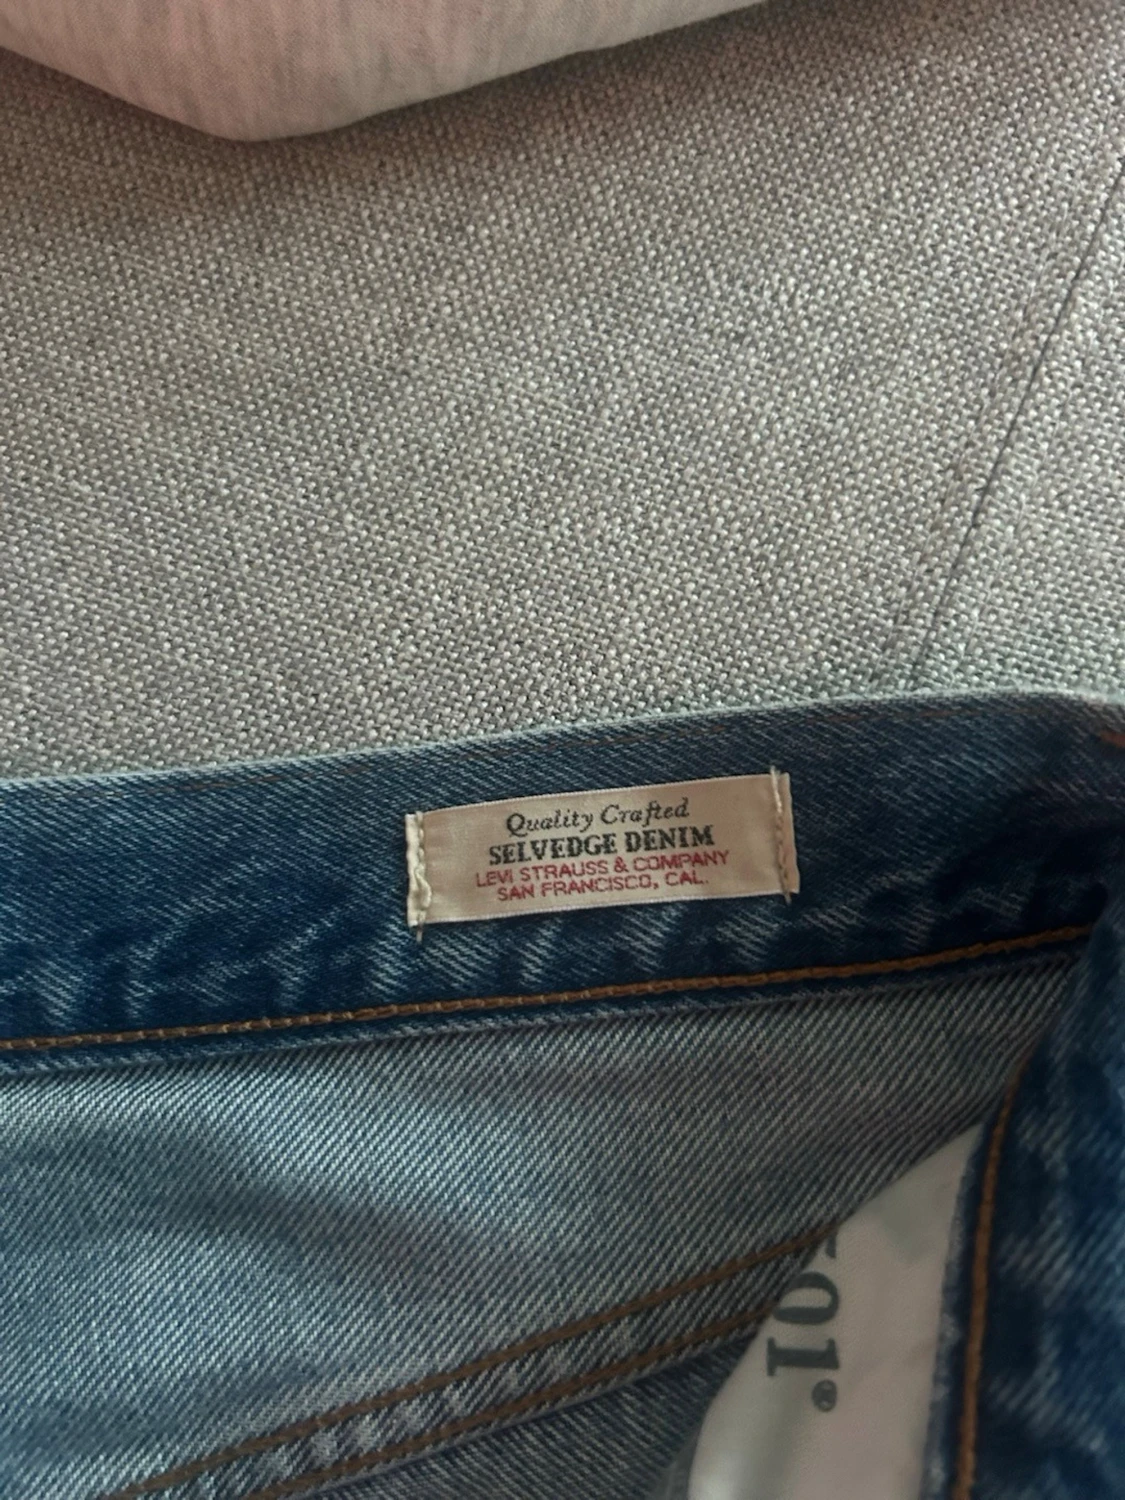 Quality Crafted
SELVEDGE DENIM
LEVI STRAUSS & COMPANY
SAN FRANCISCO, CAL.
501®